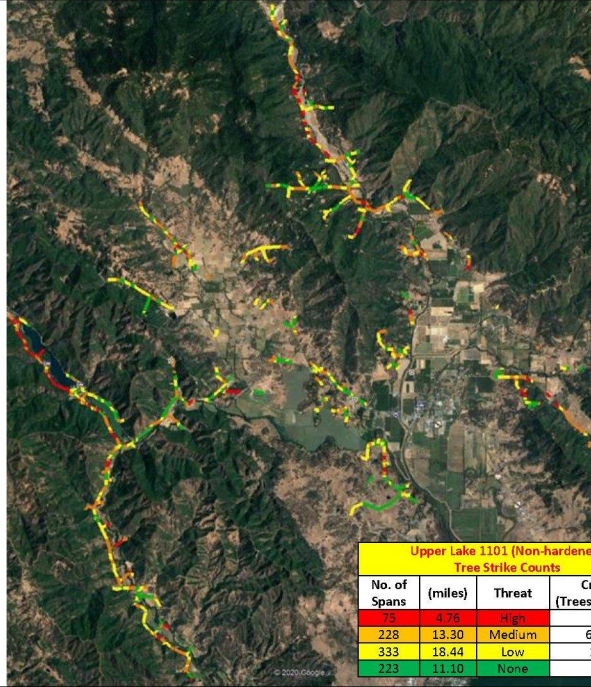 Upper Lake 1101 (Non-hardene
Tree Strike Counts
No. of Spans (miles) Threat Cr (Trees
75 4.76 High
228 13.30 Medium 6
333 18.44 Low
223 11.10 None
© 2020 Google